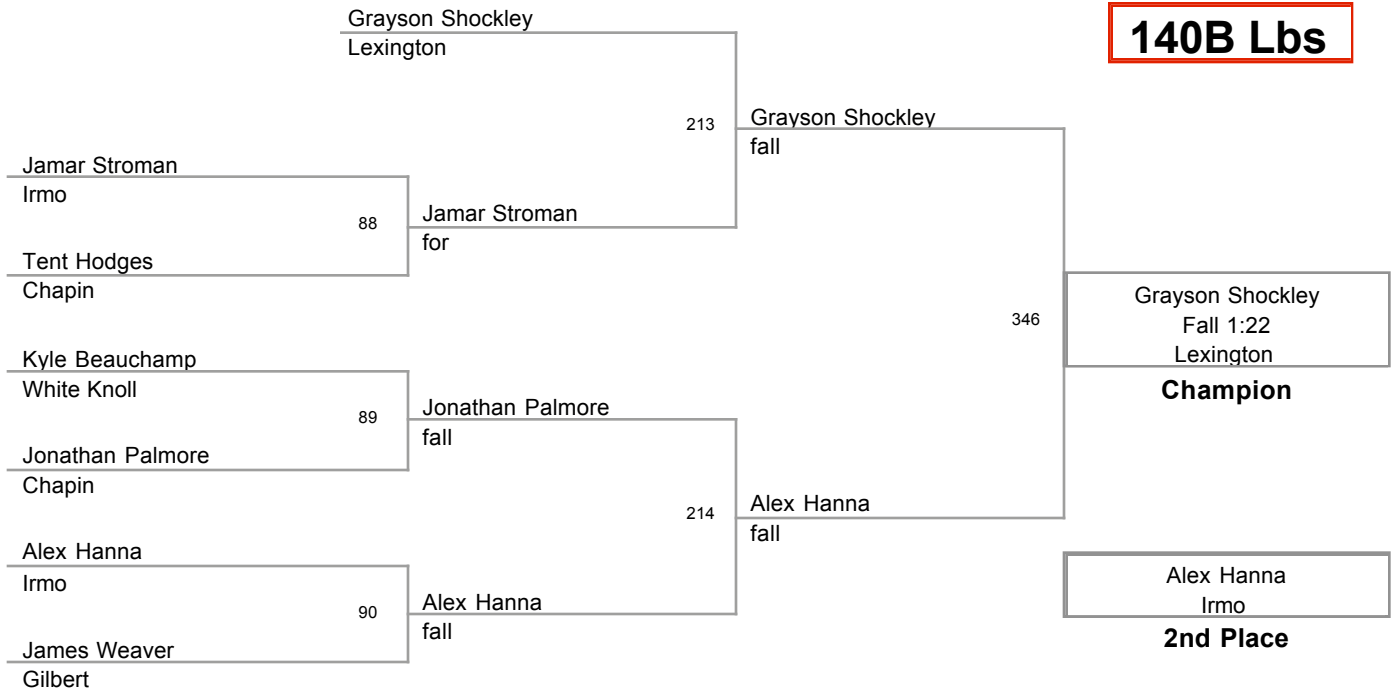 Grayson Shockley
Lexington
140B Lbs
213
Grayson Shockley
fall
Jamar Stroman
Irmo
88
Jamar Stroman
for
Tent Hodges
Chapin
346
Grayson Shockley
Fall 1:22
Lexington
Champion
Kyle Beauchamp
White Knoll
89
Jonathan Palmore
fall
Jonathan Palmore
Chapin
214
Alex Hanna
fall
Alex Hanna
Irmo
90
Alex Hanna
fall
James Weaver
Gilbert
Alex Hanna
Irmo
2nd Place